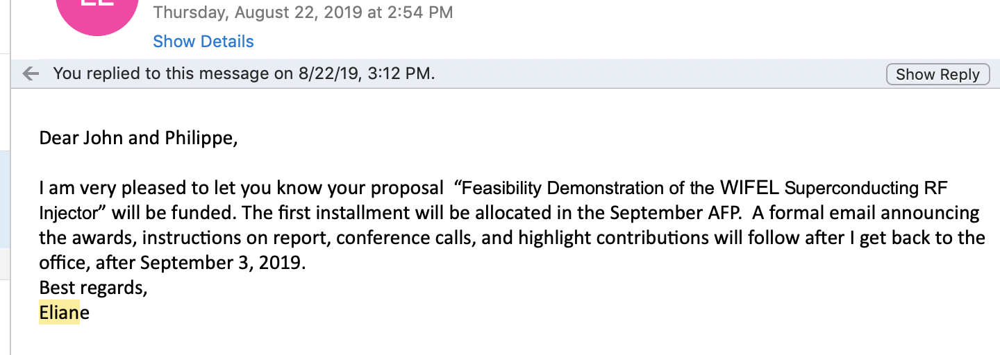 Thursday, August 22, 2019 at 2:54 PM
Show Details
You replied to this message on 8/22/19, 3:12 PM.
Show Reply
Dear John and Philippe,
I am very pleased to let you know your proposal “Feasibility Demonstration of the WIFEL Superconducting RF
Injector” will be funded. The first installment will be allocated in the September AFP. A formal email announcing
the awards, instructions on report, conference calls, and highlight contributions will follow after I get back to the
office, after September 3, 2019.
Best regards,
Eliane